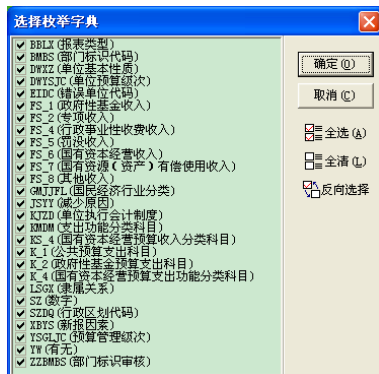 选择枚举字典
BBLX(报表类型)
BMBS(部门标识代码)
DWXZ(单位基本性质)
DWYSJC(单位预算级次)
EIDC(错误单位代码)
FS_1(政府性基金收入)
FS_2(专项收入)
FS_4(行政事业性收费收入)
FS_5(罚没收入)
FS_6(国有资本经营收入)
FS_7(国有资源（资产）有偿使用收入)
FS_8(其他收入)
GMJJFL(国民经济行业分类)
JSYY(减少原因)
KJZD(单位执行会计制度)
KMDM(支出功能分类科目)
KS_4(国有资本经营预算收入分类科目)
K_1(公共预算支出科目)
K_2(政府性基金预算支出科目)
K_4(国有资本经营预算支出功能分类科目)
LSGX(隶属关系)
SZ(数字)
SZDQ(行政区划代码)
XBYS(新报因素)
YSGLJC(预算管理级次)
YW(有无)
ZZBMBS(部门标识审核)
确定(O)
取消(C)
全选(A)
全清(L)
反向选择